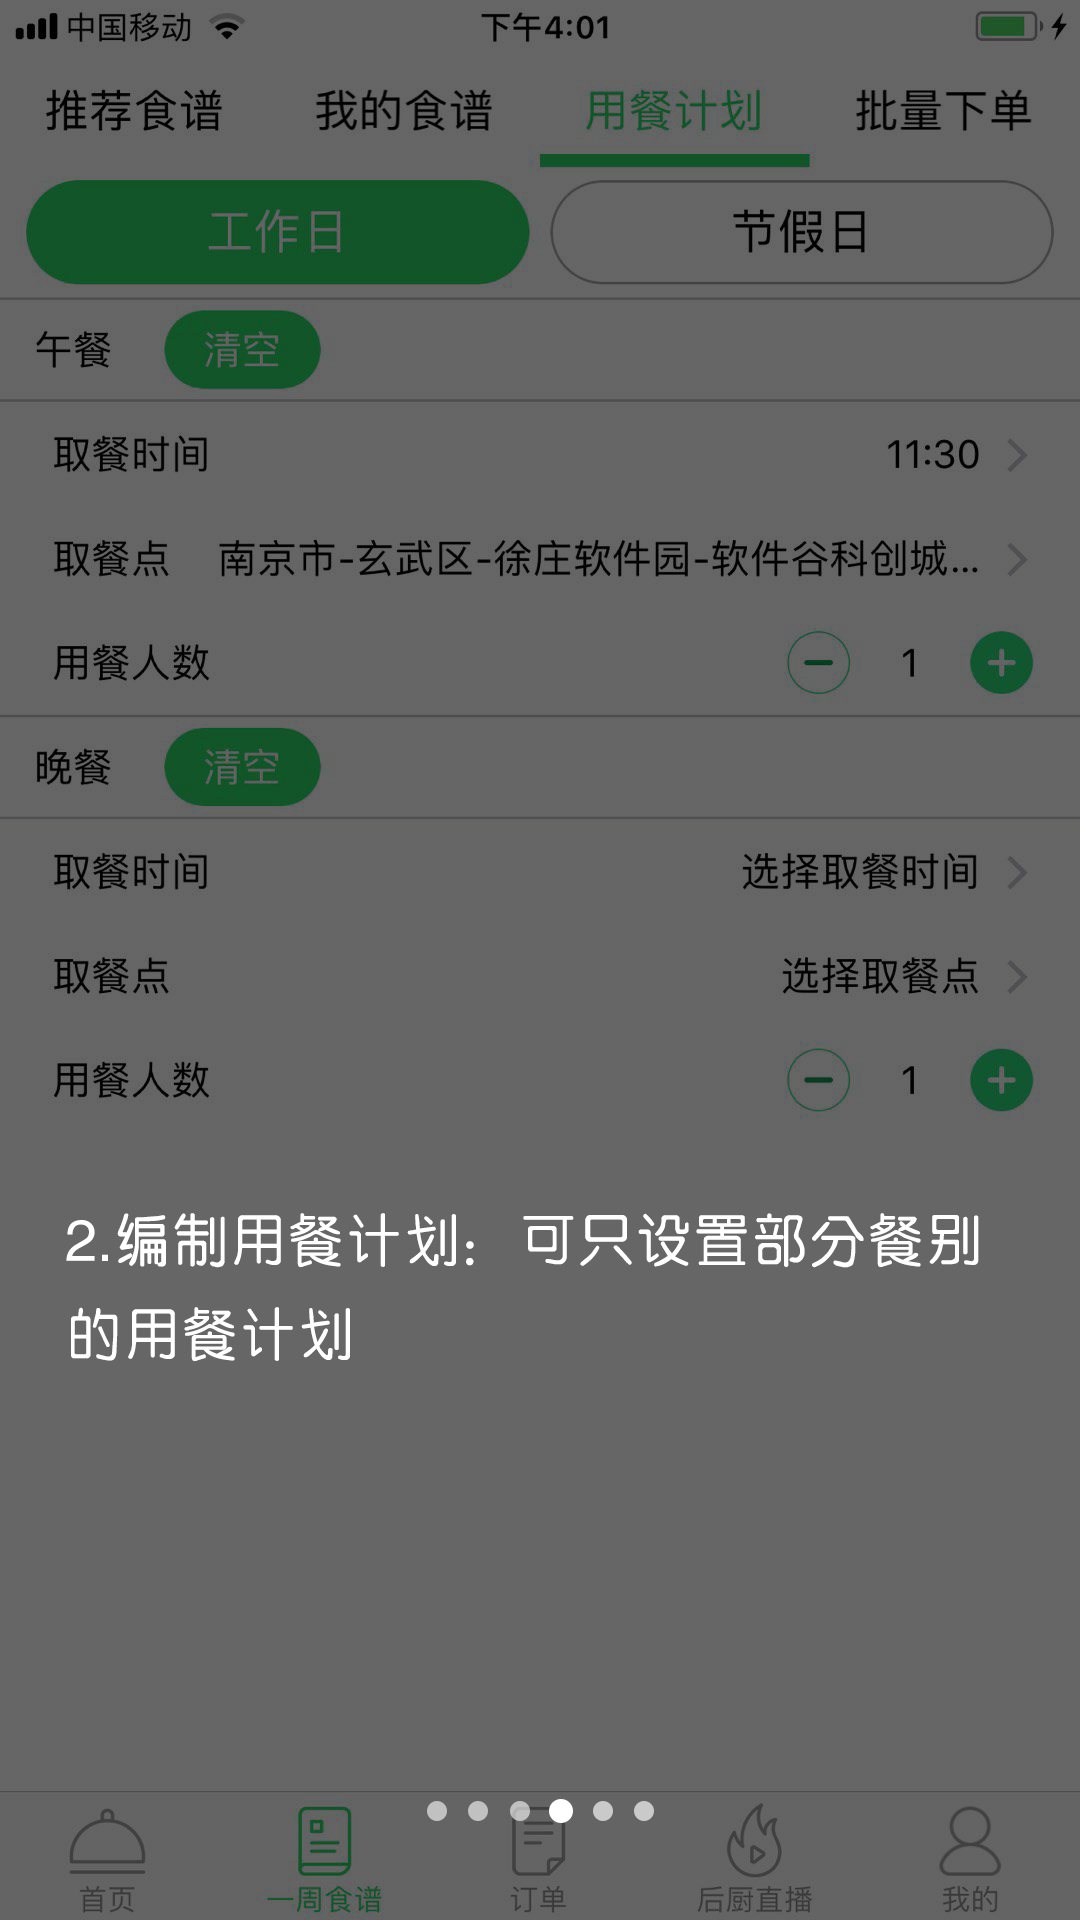 中国移动 下午4:01
推荐食谱 我的食谱 用餐计划 批量下单
工作日 节假日
午餐 清空
取餐时间 11:30
取餐点 南京市-玄武区-徐庄软件园-软件谷科创城...
用餐人数 1
晚餐 清空
取餐时间 选择取餐时间
取餐点 选择取餐点
用餐人数 1
2.编制用餐计划：可只设置部分餐别
的用餐计划
首页 一周食谱 订单 后厨直播 我的